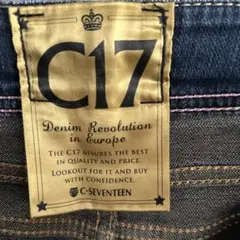 C17
Denim Revolution
in Europe
THE C17 ASSURES THE BEST
IN QUALITY AND PRICE.
LOOKOUT FOR IT AND BUY
WITH CONFIDENCE.
C-SEVENTEEN